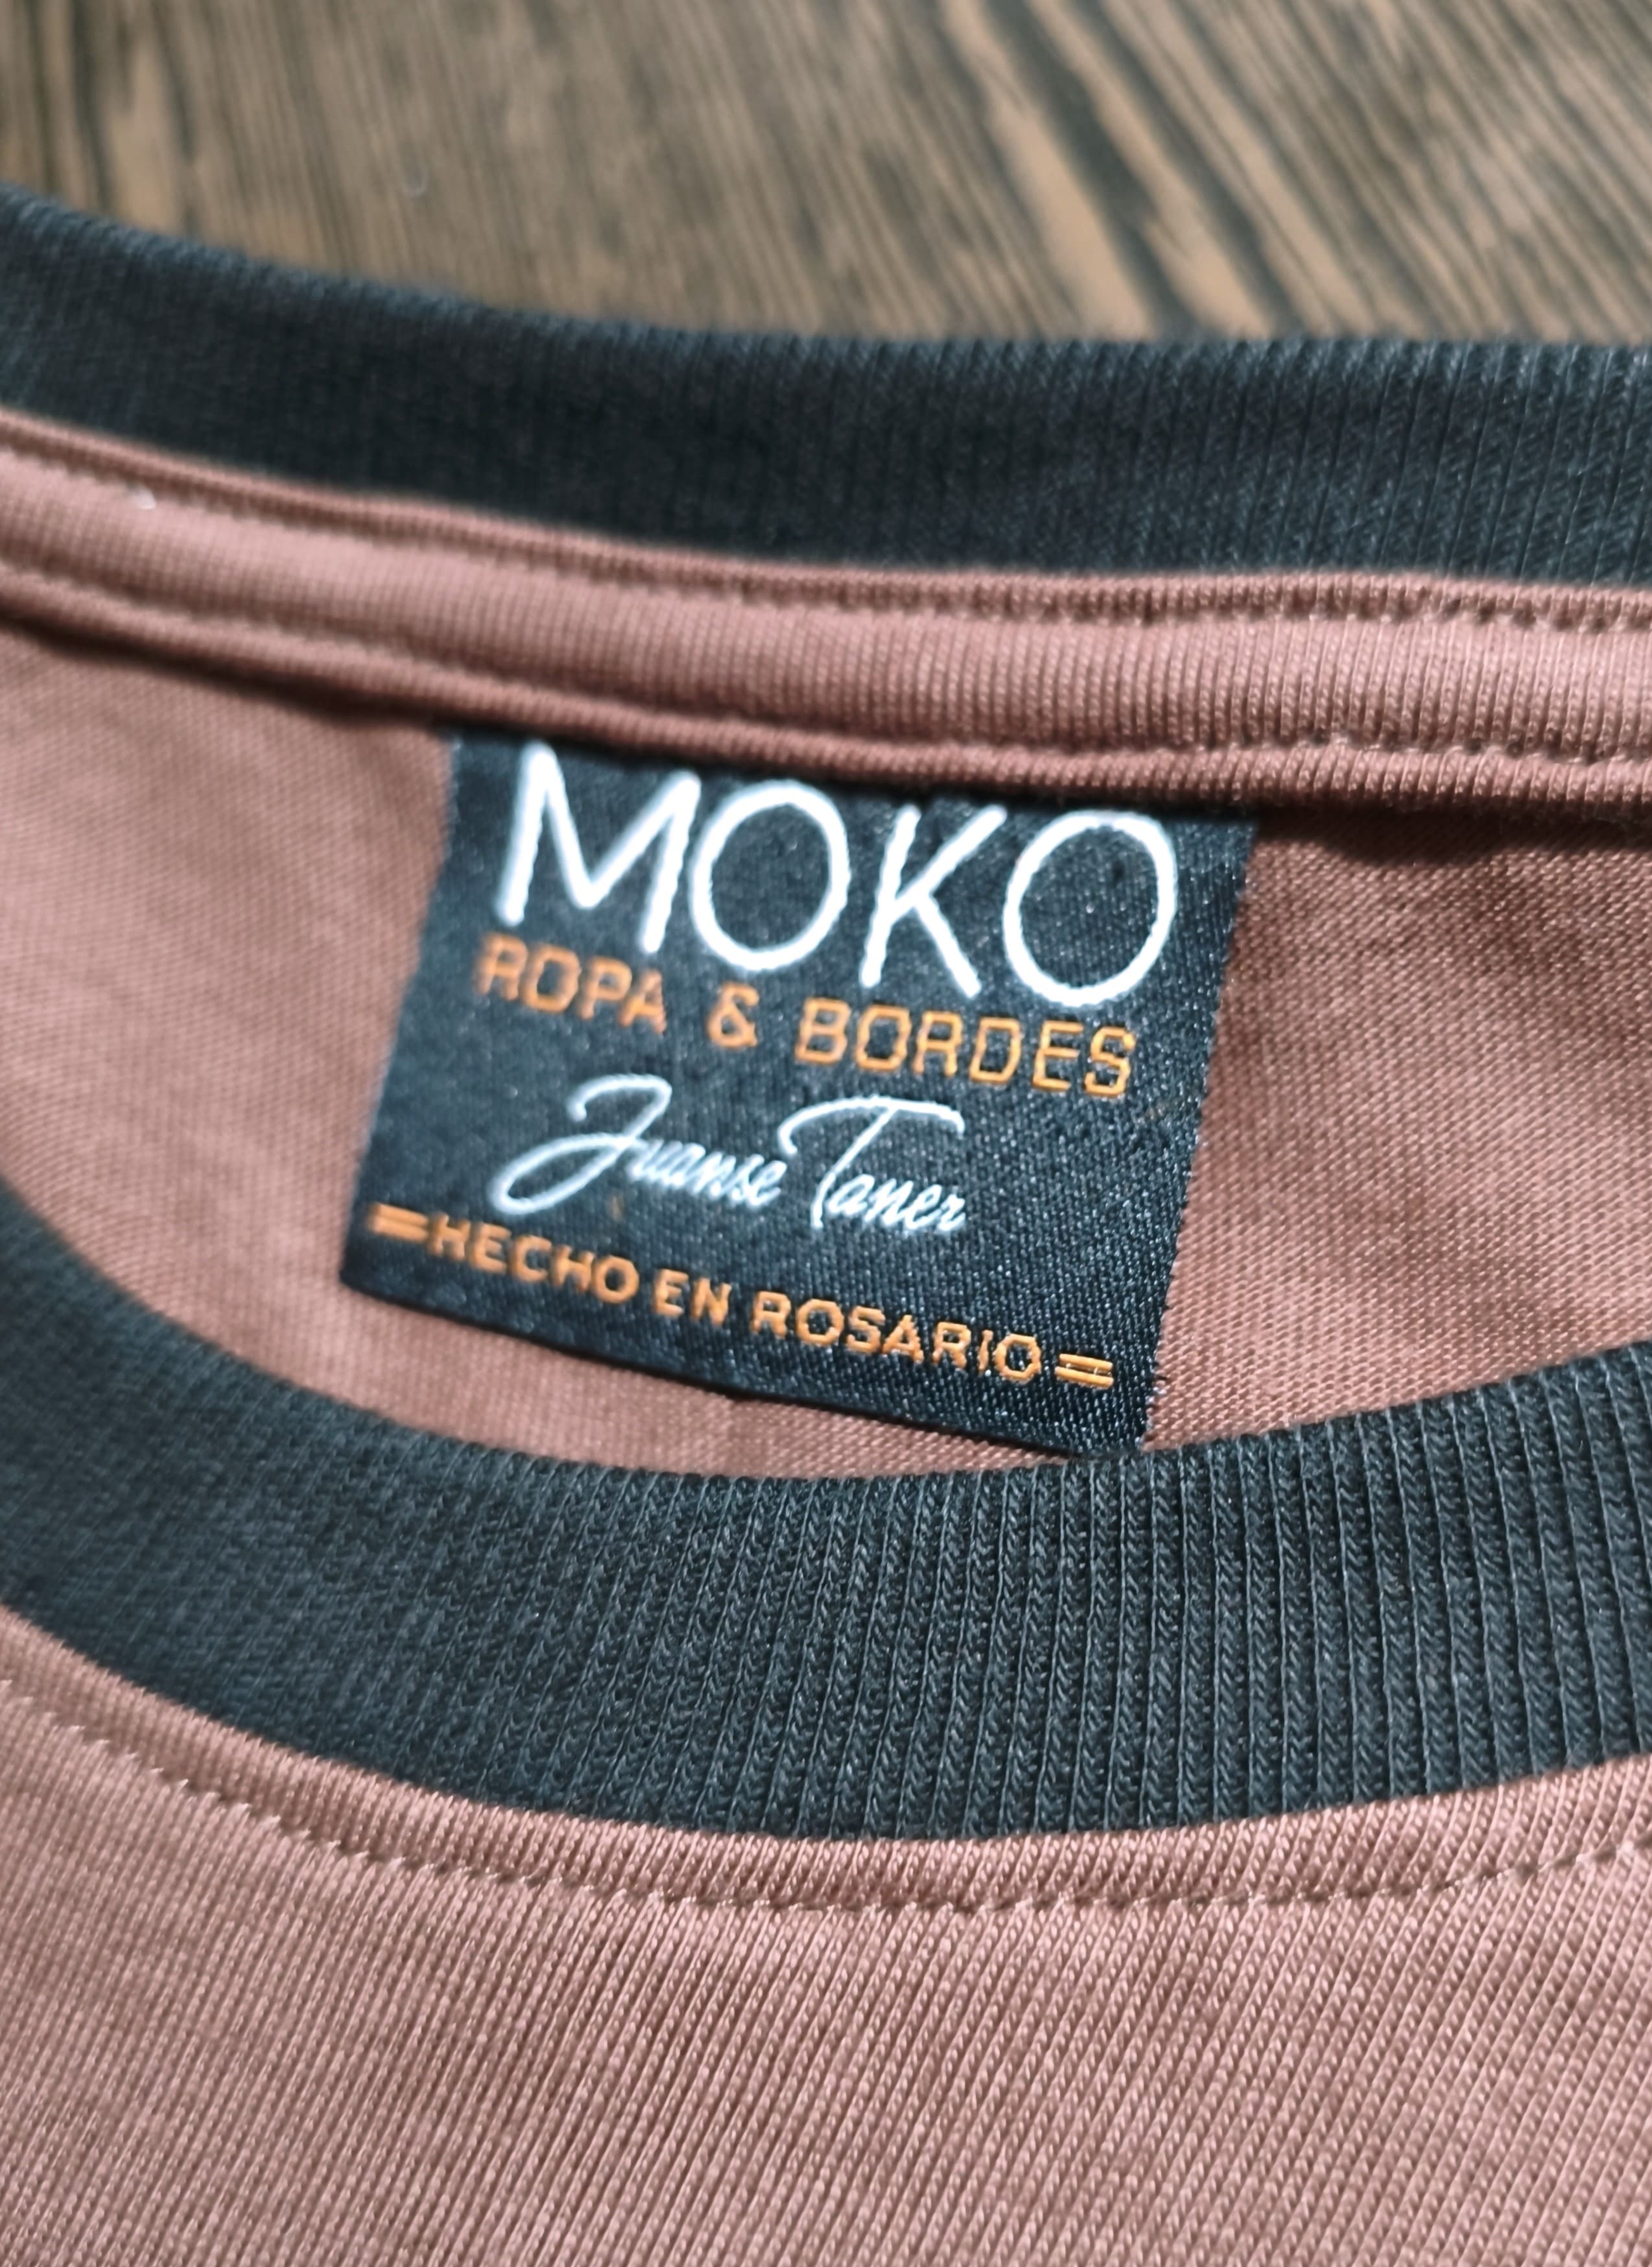 MOKO
ROPA & BORDES
Juanse Taner
=HECHO EN ROSARIO=